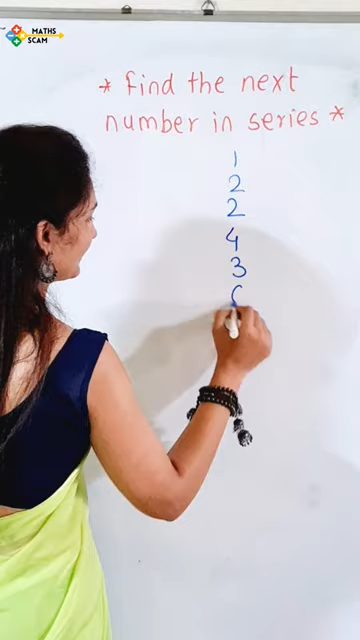 MATHS
SCAM
* Find the next
number in series *
1
2
2
4
3